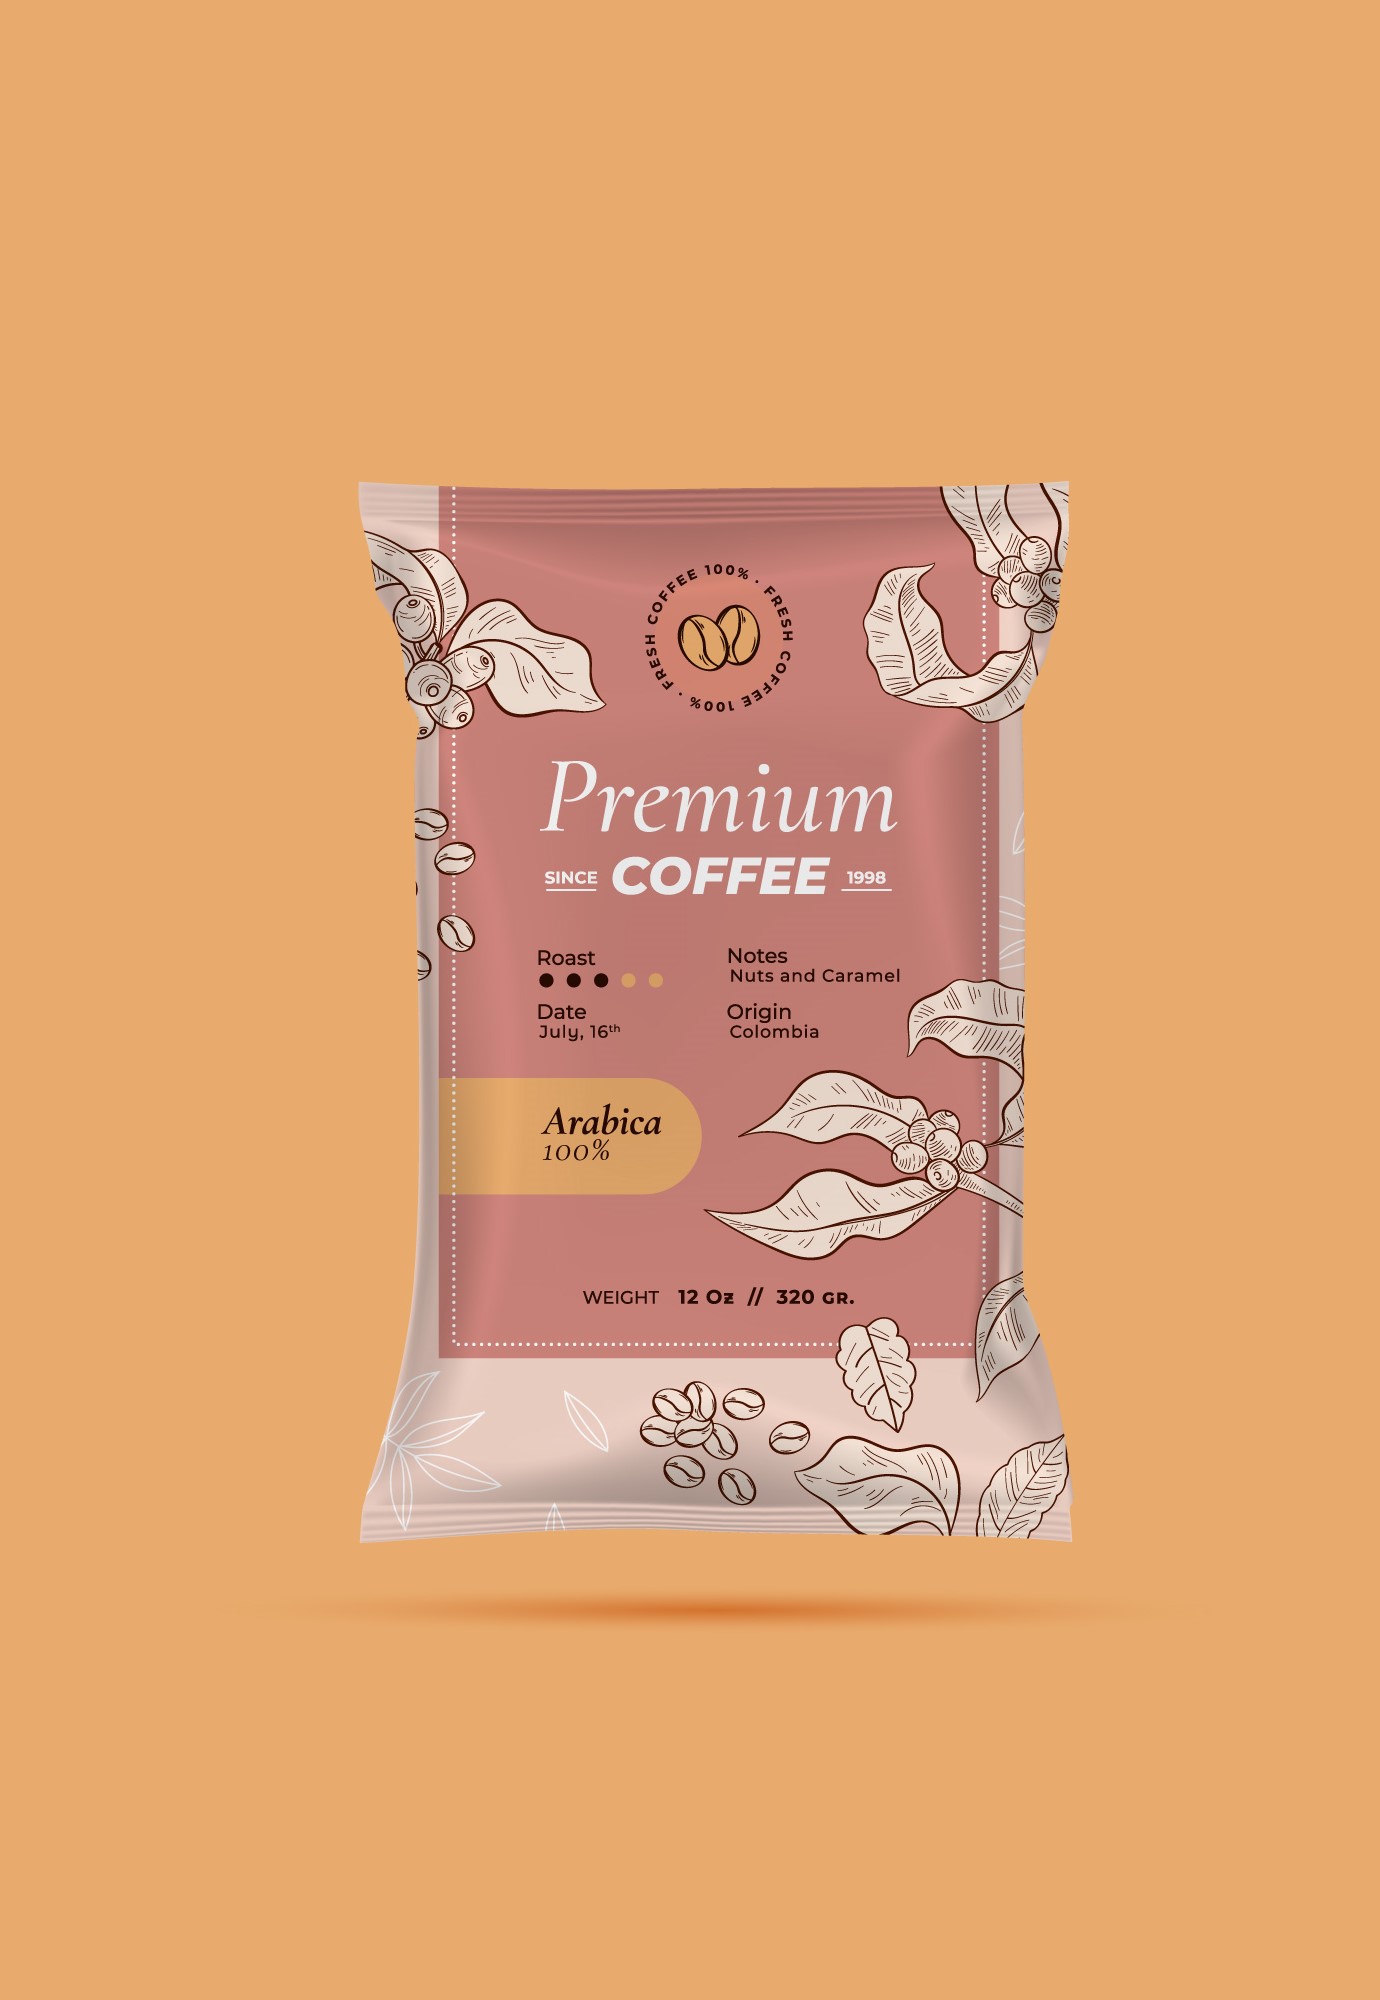 FRESH COFFEE 100% · FRESH COFFEE 100% ·
Premium
SINCE COFFEE 1998
Roast
Notes
Nuts and Caramel
Date
July, 16th
Origin
Colombia
Arabica
100%
WEIGHT 12 Oz // 320 GR.